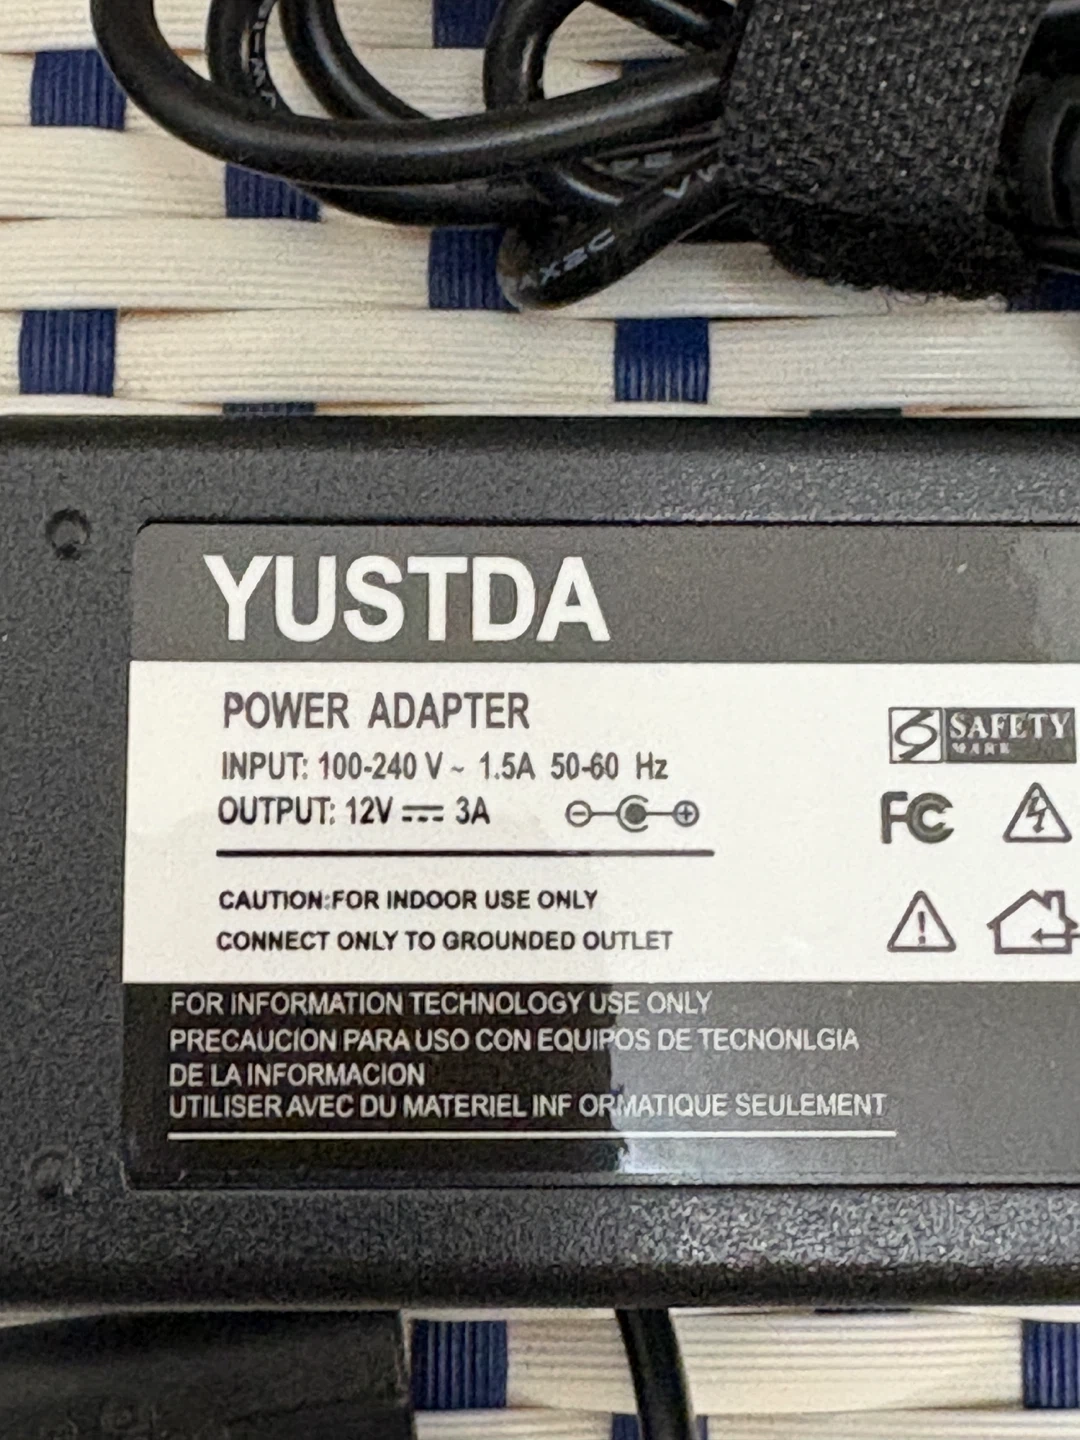 YUSTDA
POWER ADAPTER
INPUT: 100-240 V ~ 1.5A 50-60 Hz
OUTPUT: 12V ⎓ 3A
SAFETY
MARK
FC
CAUTION:FOR INDOOR USE ONLY
CONNECT ONLY TO GROUNDED OUTLET
FOR INFORMATION TECHNOLOGY USE ONLY
PRECAUCION PARA USO CON EQUIPOS DE TECNONLGIA
DE LA INFORMACION
UTILISER AVEC DU MATERIEL INF ORMATIQUE SEULEMENT